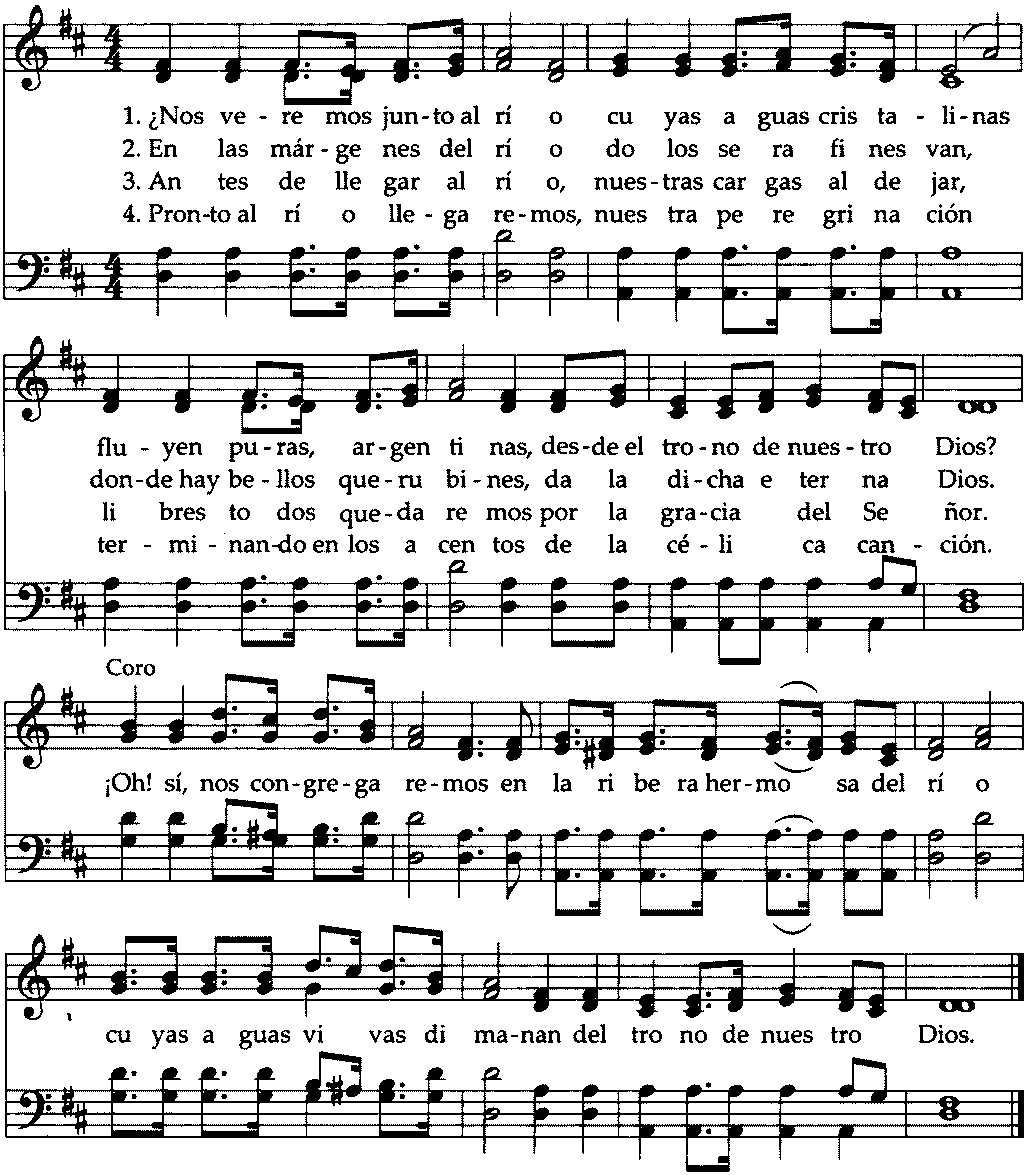 1. ¿Nos ve - re mos jun-to al rí o cu yas a guas cris ta - li-nas
2. En las már - ge nes del rí o do los se ra fi nes van,
3. An tes de lle gar al rí o, nues-tras car gas al de jar,
4. Pron-to al rí o lle - ga re-mos, nues tra pe re gri na ción
flu - yen pu-ras, ar-gen ti nas, des-de el tro-no de nues-tro Dios?
don-de hay be-llos que-ru bi-nes, da la di-cha e ter na Dios.
li bres to dos que-da re mos por la gra-cia del Se ñor.
ter - mi - nan-do en los a cen tos de la cé - li ca can - ción.
Coro
¡Oh! sí, nos con-gre-ga re-mos en la ri be ra her-mo sa del rí o
cu yas a guas vi vas di ma-nan del tro no de nues tro Dios.